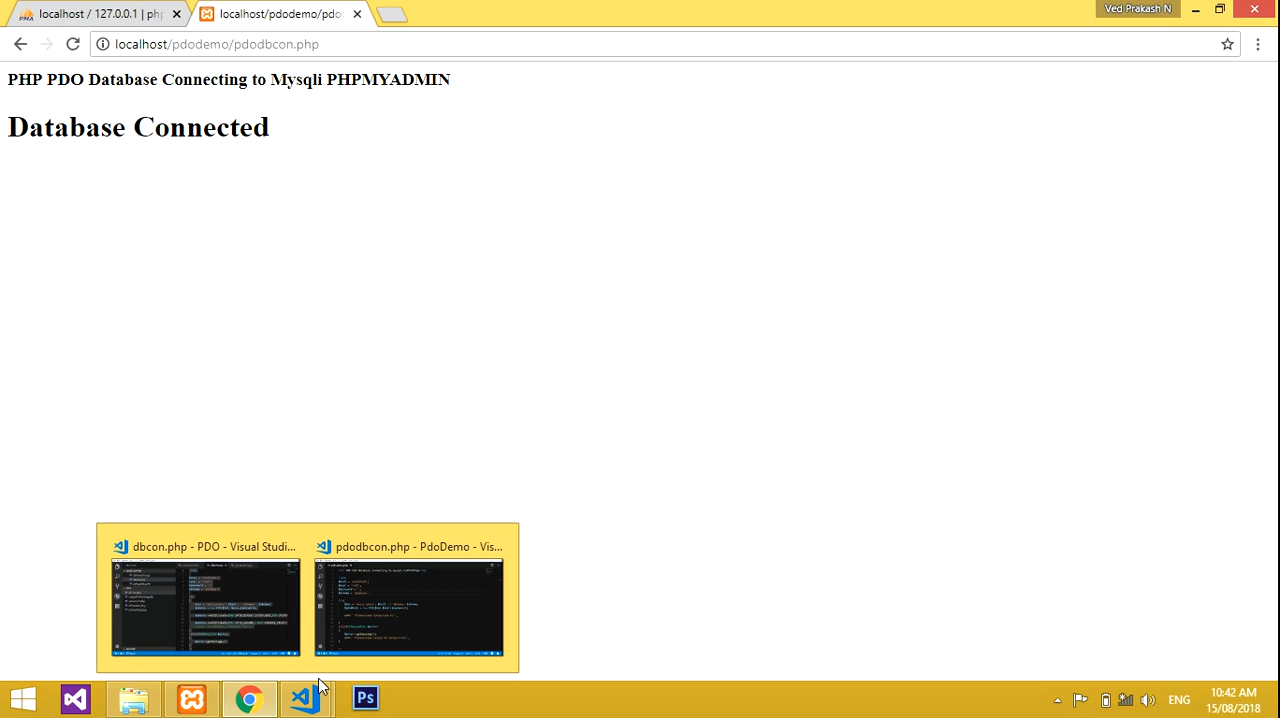 localhost / 127.0.0.1 | php
localhost/pdodemo/pdo
Ved Prakash N
localhost/pdodemo/pdodbcon.php
PHP PDO Database Connecting to Mysqli PHPMYADMIN
Database Connected
dbcon.php - PDO - Visual Studi...
pdodbcon.php - PdoDemo - Vis...
Ps
ENG
10:42 AM
15/08/2018